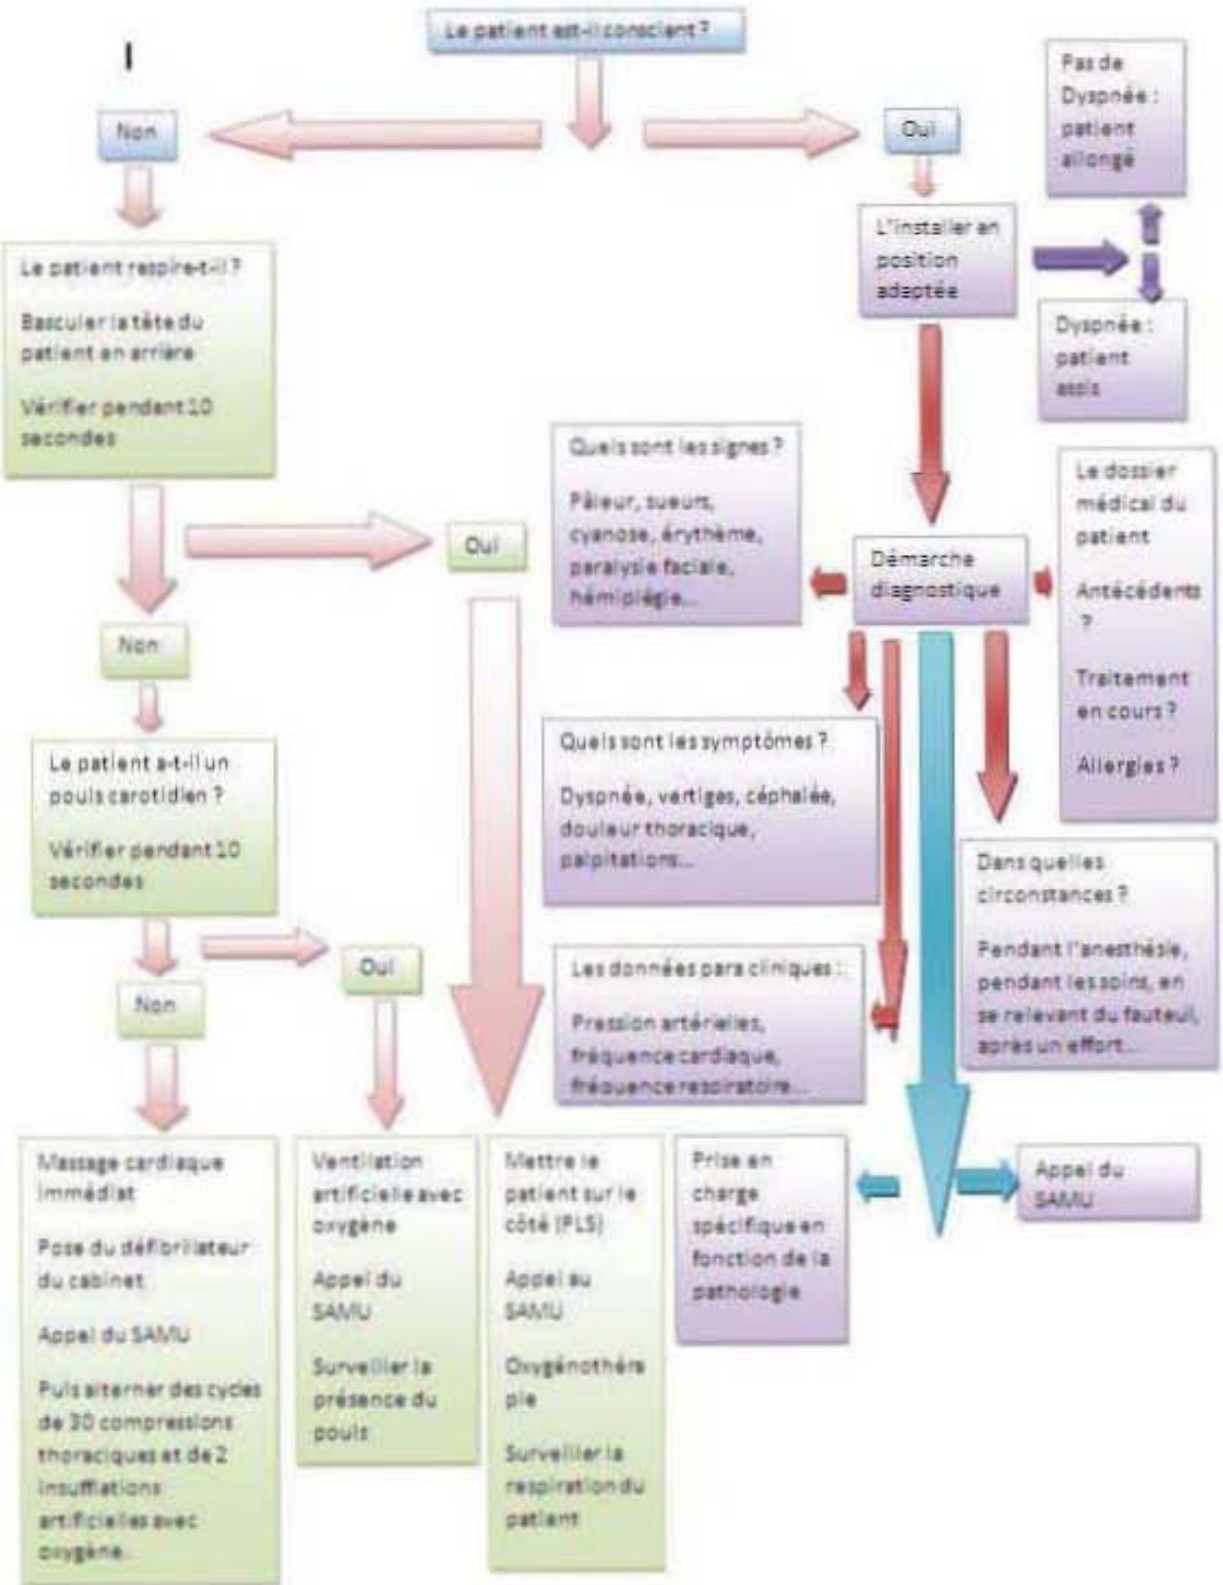 Le patient est-il conscient ?
I
Non
Oui
Pas de
Dyspnée :
patient
allongé
Le patient respire-t-il ?
Basculer la tête du
patient en arrière
Vérifier pendant 10
secondes
L'installer en
position
adaptée
Dyspnée :
patient
assis
Oui
Non
Quels sont les signes ?
Pâleur, sueurs,
cyanose, érythème,
paralysie faciale,
hémiplégie...
Démarche
diagnostique
Le dossier
médical du
patient
Antécédents
?
Traitement
en cours ?
Allergies ?
Le patient a-t-il un
pouls carotidien ?
Vérifier pendant 10
secondes
Quels sont les symptômes ?
Dyspnée, vertiges, céphalée,
douleur thoracique,
palpitations...
Dans quelles
circonstances ?
Pendant l'anesthésie,
pendant les soins, en
se relevant du fauteuil,
après un effort...
Oui
Non
Les données para cliniques :
Pression artérielles,
fréquence cardiaque,
fréquence respiratoire...
Massage cardiaque
immédiat
Pose du défibrillateur
du cabinet
Appel du SAMU
Puis alterner des cycles
de 30 compressions
thoraciques et de 2
insufflations
artificielles avec
oxygène.
Ventilation
artificielle avec
oxygène
Appel du
SAMU
Surveiller la
présence du
pouls
Mettre le
patient sur le
côté (PLS)
Appel au
SAMU
Oxygénothéra
pie
Surveiller la
respiration du
patient
Prise en
charge
spécifique en
fonction de la
pathologie
Appel du
SAMU